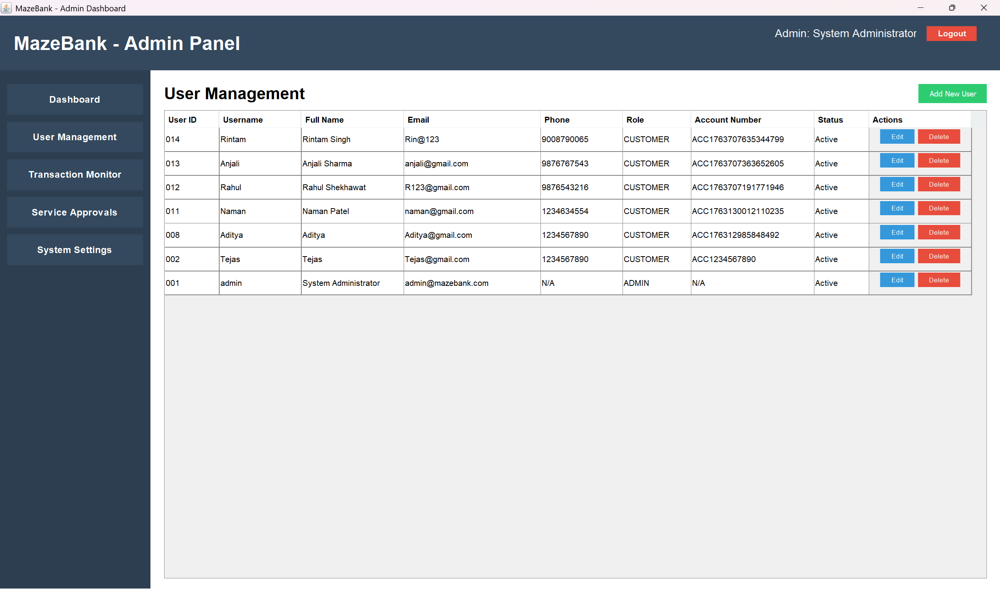 MazeBank - Admin Dashboard
MazeBank - Admin Panel
Admin: System Administrator
Logout
Dashboard
User Management
Transaction Monitor
Service Approvals
System Settings
User Management
Add New User
User ID Username Full Name Email Phone Role Account Number Status Actions
014 Rintam Rintam Singh Rin@123 9008790065 CUSTOMER ACC1763707635344799 Active Edit Delete
013 Anjali Anjali Sharma anjali@gmail.com 9876767543 CUSTOMER ACC1763707363652605 Active Edit Delete
012 Rahul Rahul Shekhawat R123@gmail.com 9876543216 CUSTOMER ACC1763707191771946 Active Edit Delete
011 Naman Naman Patel naman@gmail.com 1234634554 CUSTOMER ACC1763130012110235 Active Edit Delete
008 Aditya Aditya Aditya@gmail.com 1234567890 CUSTOMER ACC176312985848492 Active Edit Delete
002 Tejas Tejas Tejas@gmail.com 1234567890 CUSTOMER ACC1234567890 Active Edit Delete
001 admin System Administrator admin@mazebank.com N/A ADMIN N/A Active Edit Delete